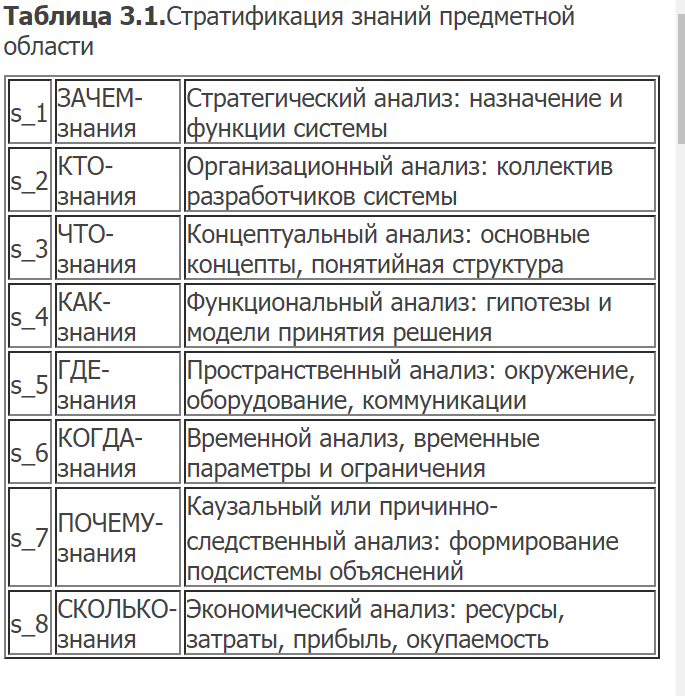 Таблица 3.1.Стратификация знаний предметной
области
s_1 ЗАЧЕМ-знания Стратегический анализ: назначение и
функции системы
s_2 КТО-знания Организационный анализ: коллектив
разработчиков системы
s_3 ЧТО-знания Концептуальный анализ: основные
концепты, понятийная структура
s_4 КАК-знания Функциональный анализ: гипотезы и
модели принятия решения
s_5 ГДЕ-знания Пространственный анализ: окружение,
оборудование, коммуникации
s_6 КОГДА-знания Временной анализ, временные
параметры и ограничения
s_7 ПОЧЕМУ-знания Каузальный или причинно-
следственный анализ: формирование
подсистемы объяснений
s_8 СКОЛЬКО-знания Экономический анализ: ресурсы,
затраты, прибыль, окупаемость